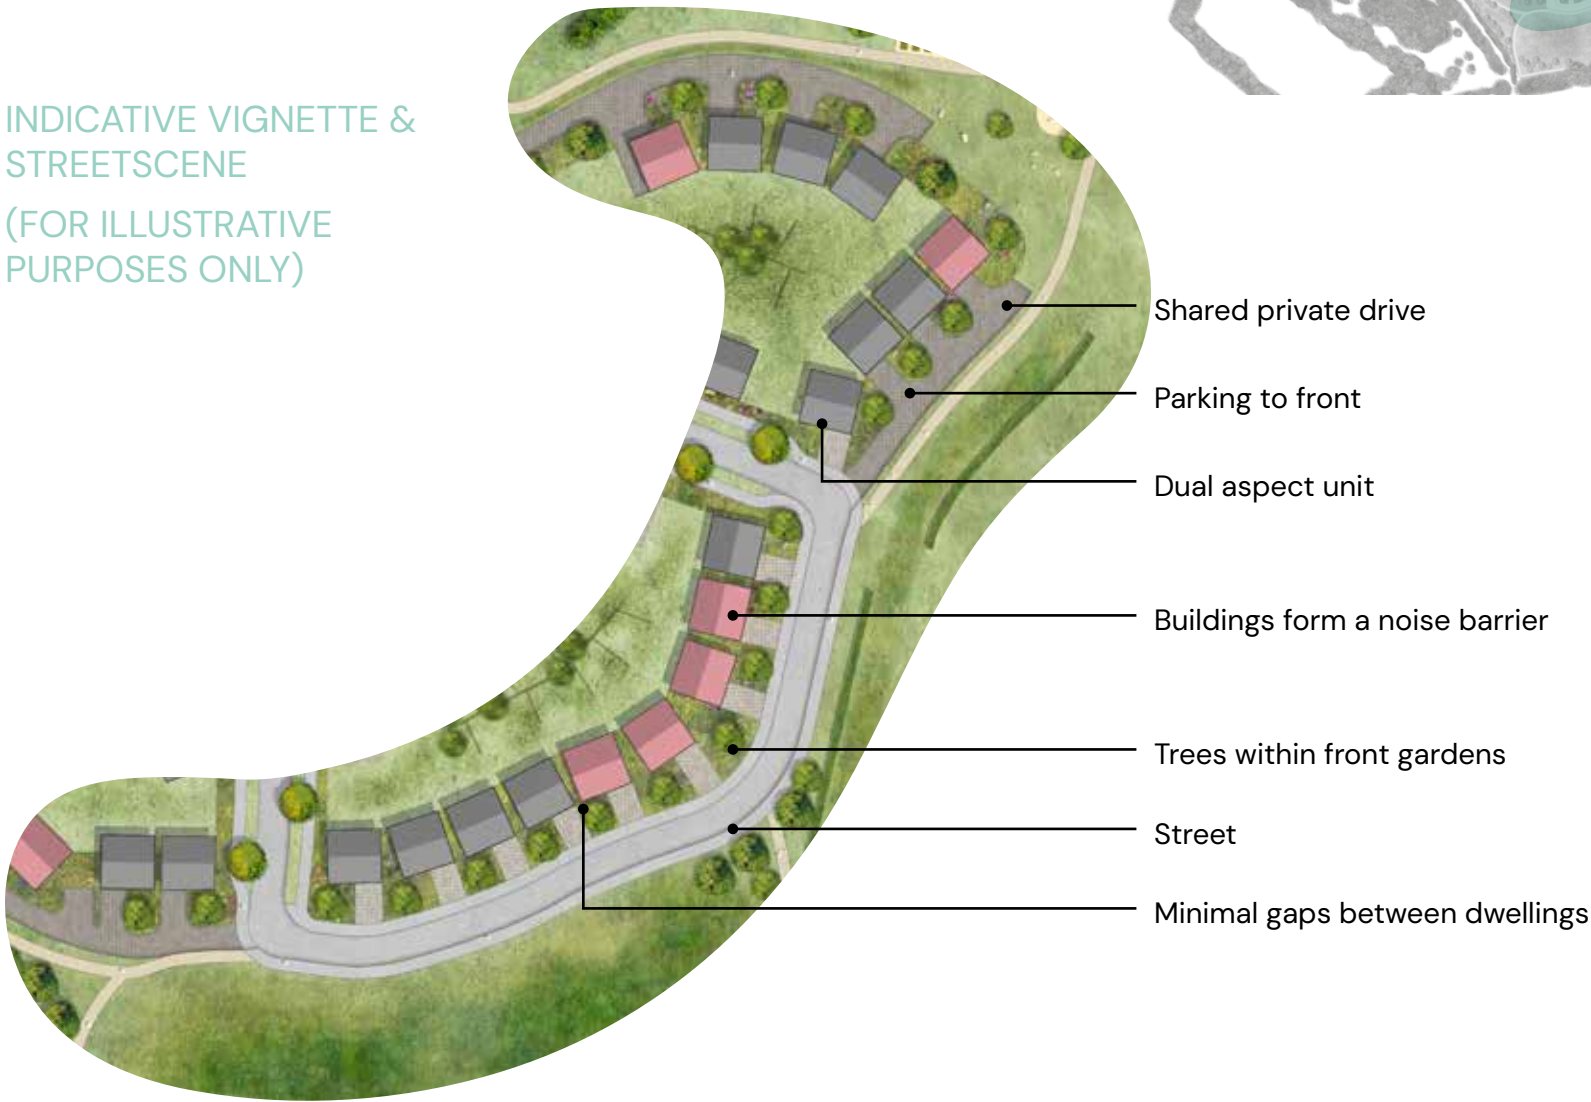 INDICATIVE VIGNETTE &
STREETSCENE
(FOR ILLUSTRATIVE
PURPOSES ONLY)
Shared private drive
Parking to front
Dual aspect unit
Buildings form a noise barrier
Trees within front gardens
Street
Minimal gaps between dwellings